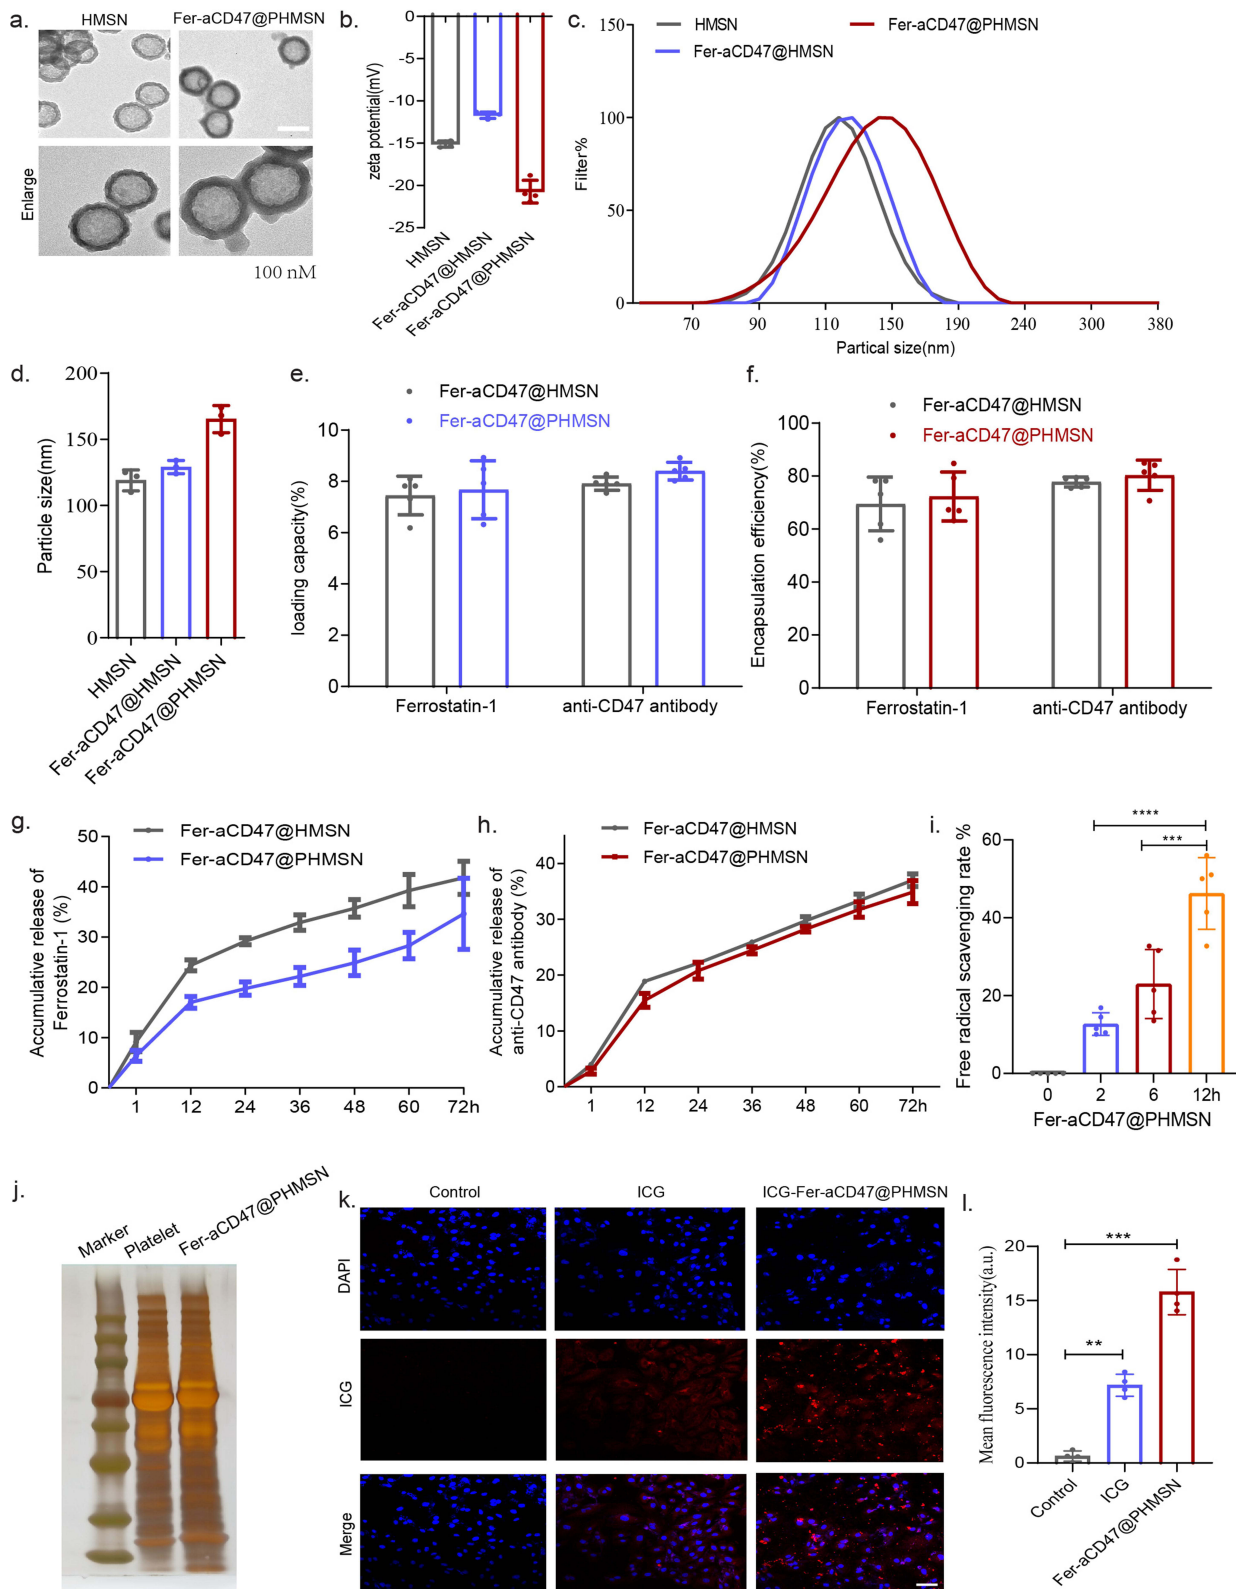 a.
HMSN
Fer-aCD47@PHMSN
Enlarge
100 nM
b.
zeta potential(mV)
0
-5
-10
-15
-20
-25
HMSN
Fer-aCD47@HMSN
Fer-aCD47@PHMSN
c.
HMSN
Fer-aCD47@PHMSN
Fer-aCD47@HMSN
Filter%
150
100
50
0
70 90 110 150 190 240 300 380
Partical size(nm)
d.
Particle size(nm)
200
150
100
50
0
HMSN
Fer-aCD47@HMSN
Fer-aCD47@PHMSN
e.
Fer-aCD47@HMSN
Fer-aCD47@PHMSN
loading capacity(%)
10
8
6
4
2
0
Ferrostatin-1 anti-CD47 antibody
f.
Fer-aCD47@HMSN
Fer-aCD47@PHMSN
Encapsulation efficiency(%)
100
80
60
40
20
0
Ferrostatin-1 anti-CD47 antibody
g.
Fer-aCD47@HMSN
Fer-aCD47@PHMSN
Accumulative release of
Ferrostatin-1 (%)
50
40
30
20
10
0
1 12 24 36 48 60 72h
h.
Fer-aCD47@HMSN
Fer-aCD47@PHMSN
Accumulative release of
anti-CD47 antibody (%)
40
30
20
10
0
1 12 24 36 48 60 72h
i.
Free radical scavenging rate %
****
***
60
40
20
0
0 2 6 12h
Fer-aCD47@PHMSN
j.
Marker
Platelet
Fer-aCD47@PHMSN
k.
Control ICG ICG-Fer-aCD47@PHMSN
DAPI
ICG
Merge
l.
Mean fluorescence intensity(a.u.)
***
**
20
15
10
5
0
Control
ICG
Fer-aCD47@PHMSN